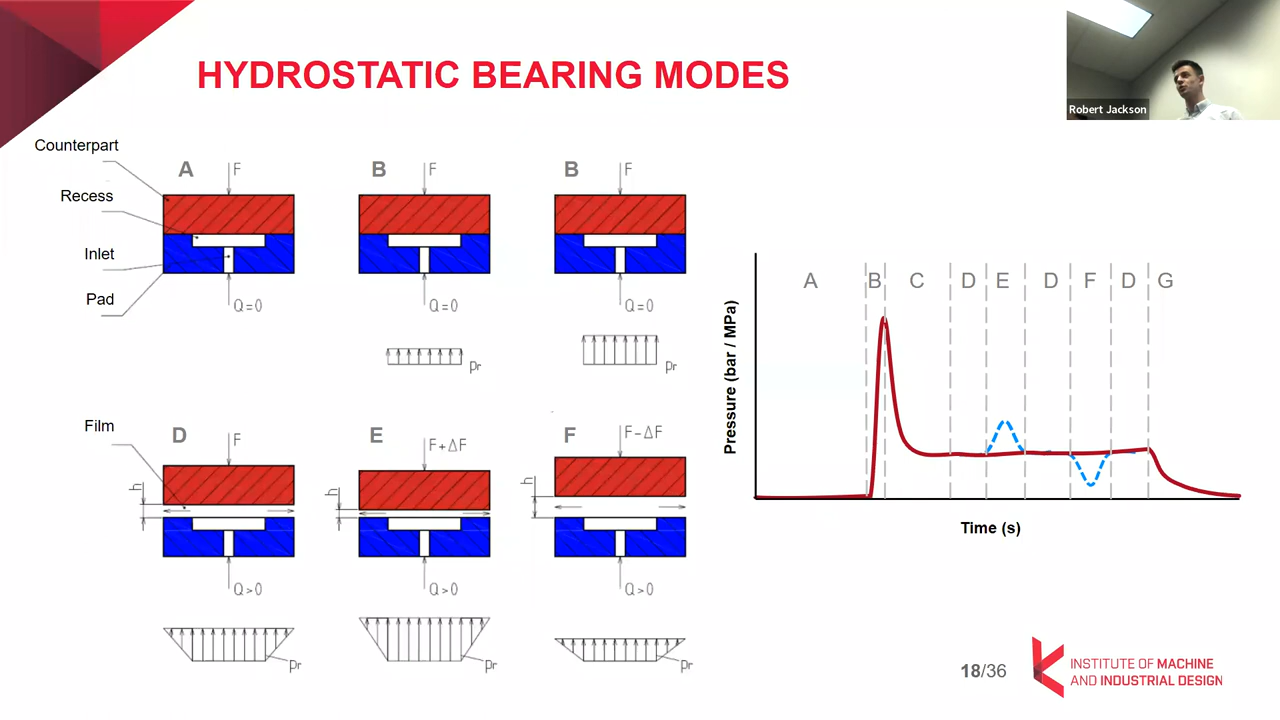 HYDROSTATIC BEARING MODES
Robert Jackson
Counterpart
Recess
Inlet
Pad
A
F
Q=0
B
F
Q=0
pr
B
F
Q=0
pr
Film
D
F
h
Q>0
pr
E
F+ΔF
h
Q>0
pr
F
F-ΔF
h
Q>0
pr
Pressure (bar / MPa)
A B C D E D F D G
Time (s)
18/36
INSTITUTE OF MACHINE
AND INDUSTRIAL DESIGN